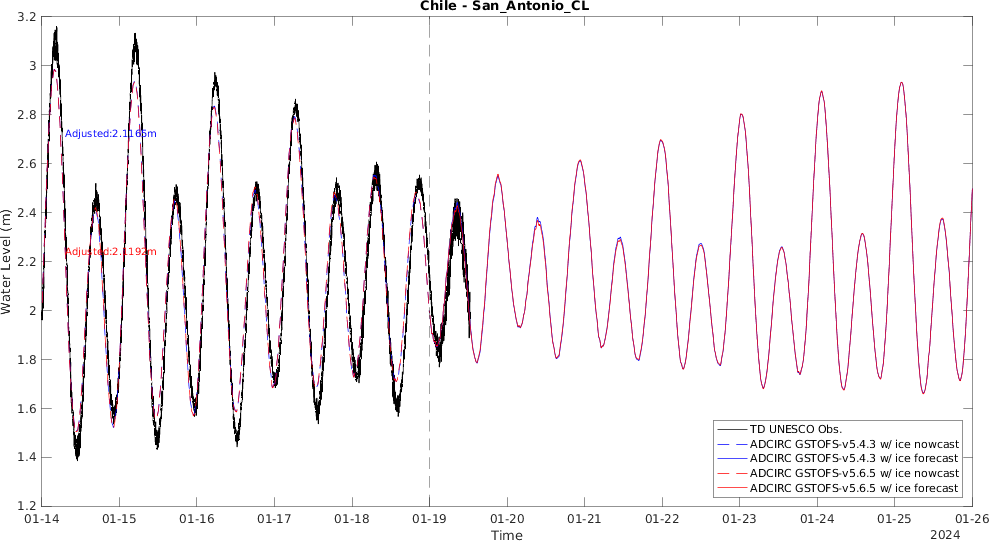 Chile - San_Antonio_CL
3.2
3
2.8
2.6
2.4
2.2
2
1.8
1.6
1.4
1.2
Water Level (m)
Adjusted:2.1165m
Adjusted:2.1192m
TD UNESCO Obs.
ADCIRC GSTOFS-v5.4.3 w/ ice nowcast
ADCIRC GSTOFS-v5.4.3 w/ ice forecast
ADCIRC GSTOFS-v5.6.5 w/ ice nowcast
ADCIRC GSTOFS-v5.6.5 w/ ice forecast
01-14 01-15 01-16 01-17 01-18 01-19 01-20 01-21 01-22 01-23 01-24 01-25 01-26
Time
2024